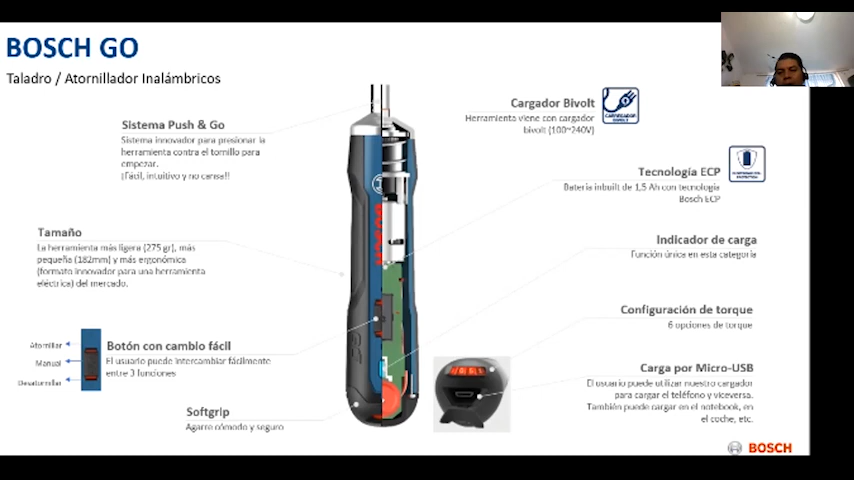 BOSCH GO
Taladro / Atornillador Inalámbricos
Sistema Push & Go
Sistema innovador para presionar la
herramienta contra el tornillo para
empezar.
¡Fácil, intuitivo y no cansa!!
Tamaño
La herramienta más ligera (275 gr), más
pequeña (182mm) y más ergonómica
(formato innovador para una herramienta
eléctrica) del mercado.
Botón con cambio fácil
El usuario puede intercambiar fácilmente
entre 3 funciones
Atornillar
Manual
Desatornillar
Softgrip
Agarre cómodo y seguro
Cargador Bivolt
Herramienta viene con cargador
bivolt (100~240V)
Tecnología ECP
Batería inbuilt de 1,5 Ah con tecnología
Bosch ECP
Indicador de carga
Función única en esta categoría
Configuración de torque
6 opciones de torque
Carga por Micro-USB
El usuario puede utilizar nuestro cargador
para cargar el teléfono y viceversa.
También puede cargar en el notebook, en
el coche, etc.
BOSCH